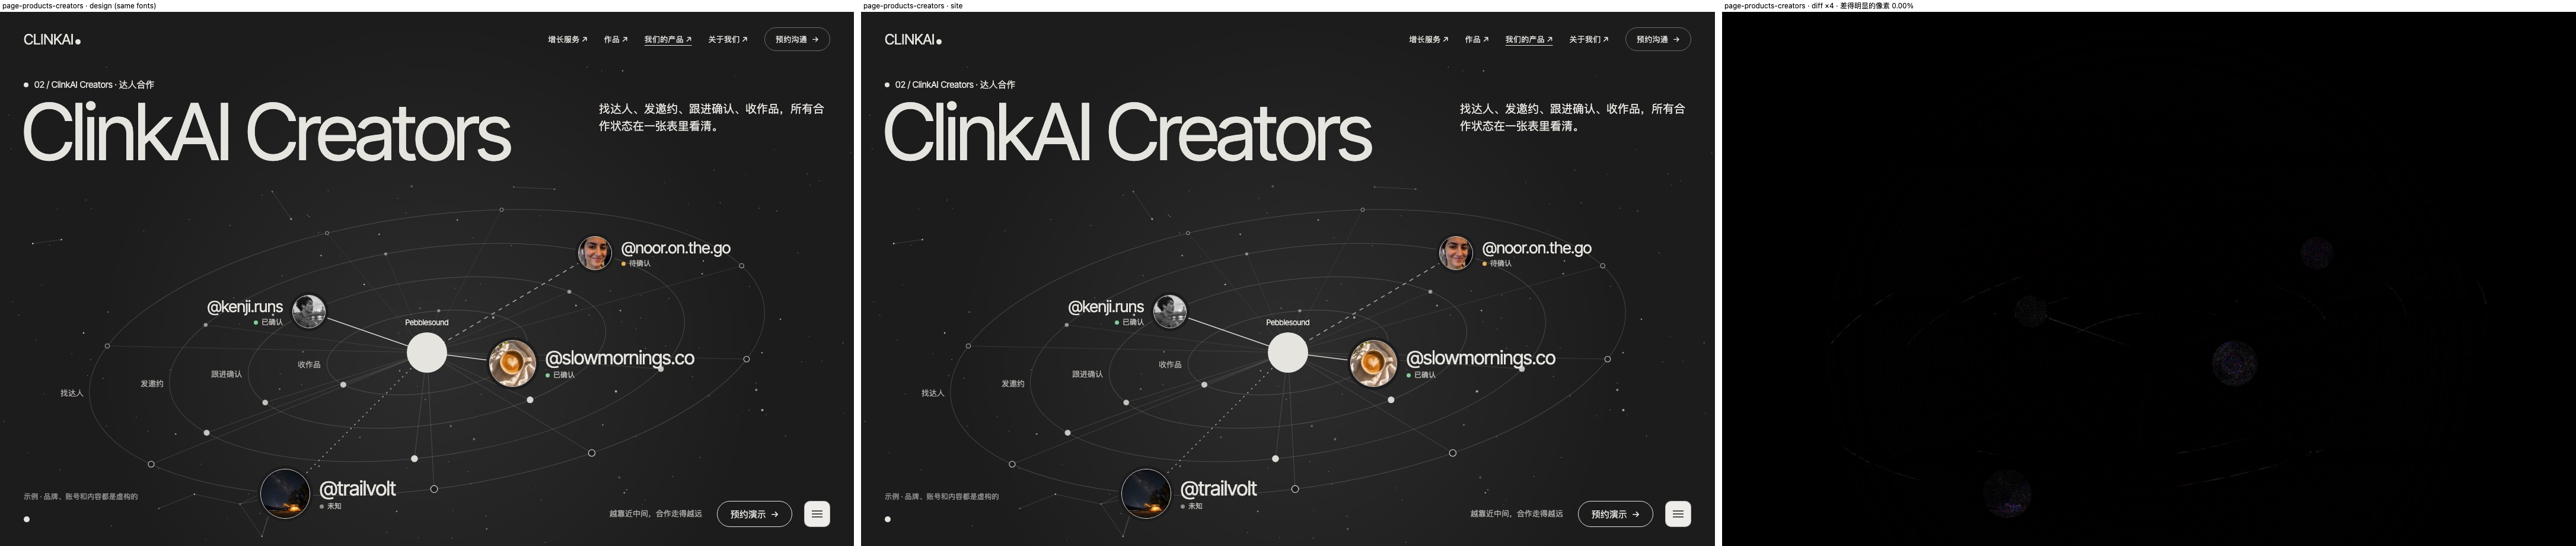 page-products-creators · design (same fonts)
CLINKAI
增长服务 ↗ 作品 ↗ 我们的产品 ↗ 关于我们 ↗ 预约沟通 →
02 / ClinkAI Creators · 达人合作
ClinkAI Creators
找达人、发邀约、跟进确认、收作品，所有合
作状态在一张表里看清。
@noor.on.the.go
待确认
@kenji.runs
已确认
Pebblesound
@slowmornings.co
已确认
收作品
跟进确认
发邀约
找达人
@trailvolt
未知
示例 · 品牌、账号和内容都是虚构的
越靠近中间，合作走得越远
预约演示 →
page-products-creators · site
CLINKAI
增长服务 ↗ 作品 ↗ 我们的产品 ↗ 关于我们 ↗ 预约沟通 →
02 / ClinkAI Creators · 达人合作
ClinkAI Creators
找达人、发邀约、跟进确认、收作品，所有合
作状态在一张表里看清。
@noor.on.the.go
待确认
@kenji.runs
已确认
Pebblesound
@slowmornings.co
已确认
收作品
跟进确认
发邀约
找达人
@trailvolt
未知
示例 · 品牌、账号和内容都是虚构的
越靠近中间，合作走得越远
预约演示 →
page-products-creators · diff ×4 · 差得明显的像素 0.00%